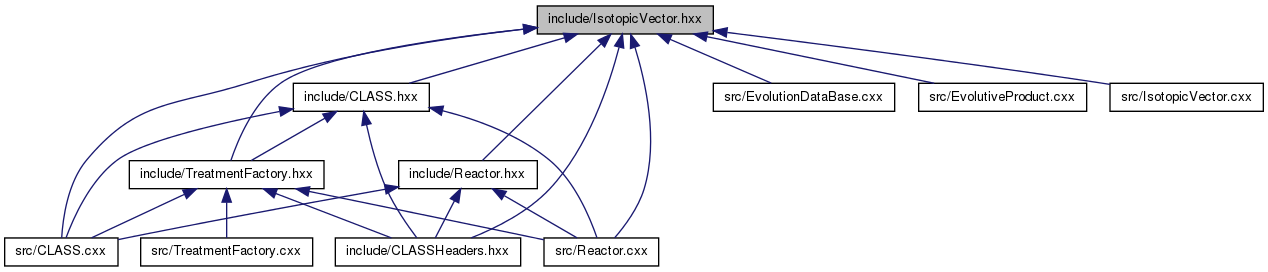 include/IsotopicVector.hxx
include/CLASS.hxx
src/EvolutionDataBase.cxx
src/EvolutiveProduct.cxx
src/IsotopicVector.cxx
include/TreatmentFactory.hxx
include/Reactor.hxx
src/CLASS.cxx
src/TreatmentFactory.cxx
include/CLASSHeaders.hxx
src/Reactor.cxx